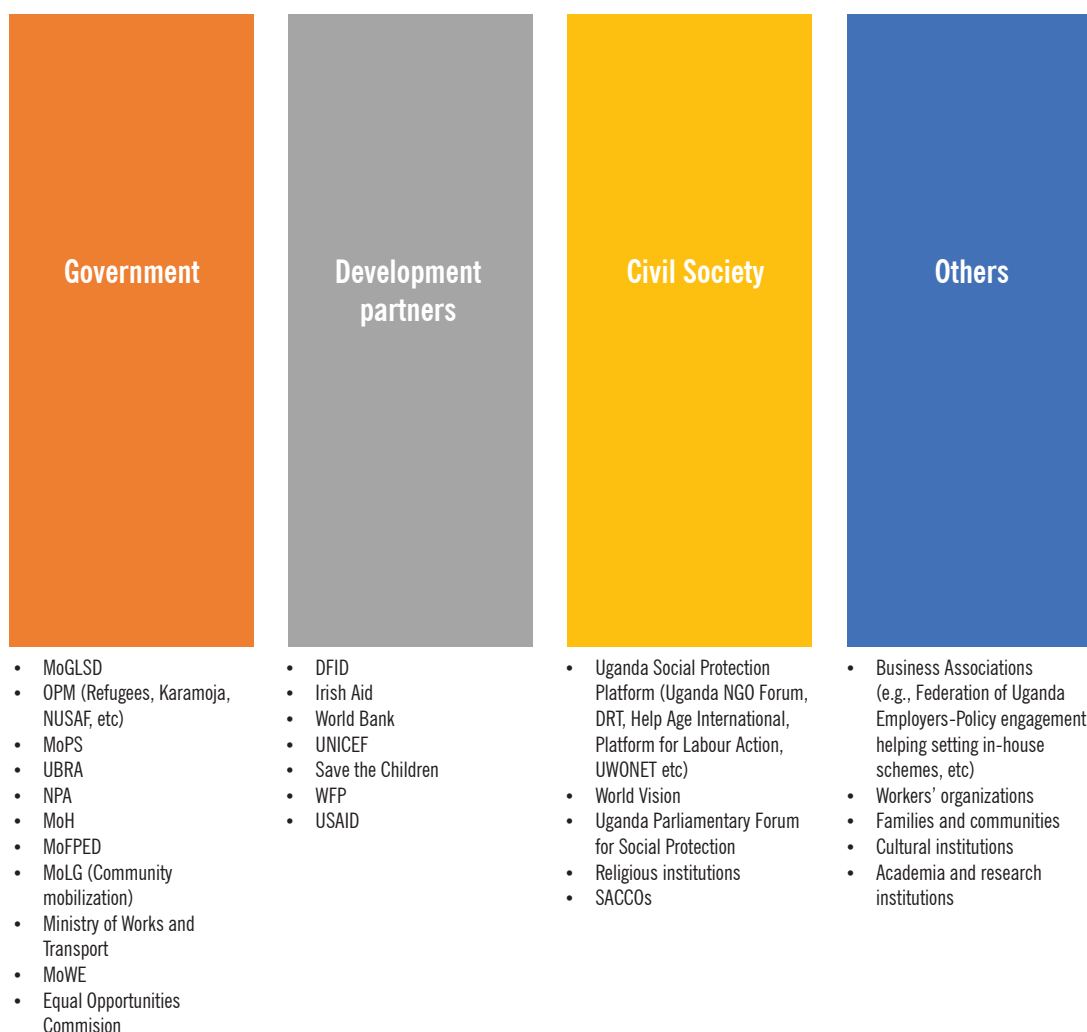 Government
Development
partners
Civil Society
Others
• MoGLSD
• OPM (Refugees, Karamoja,
NUSAF, etc)
• MoPS
• UBRA
• NPA
• MoH
• MoFPED
• MoLG (Community
mobilization)
• Ministry of Works and
Transport
• MoWE
• Equal Opportunities
Commision
• DFID
• Irish Aid
• World Bank
• UNICEF
• Save the Children
• WFP
• USAID
• Uganda Social Protection
Platform (Uganda NGO Forum,
DRT, Help Age International,
Platform for Labour Action,
UWONET etc)
• World Vision
• Uganda Parliamentary Forum
for Social Protection
• Religious institutions
• SACCOs
• Business Associations
(e.g., Federation of Uganda
Employers-Policy engagement
helping setting in-house
schemes, etc)
• Workers’ organizations
• Families and communities
• Cultural institutions
• Academia and research
institutions